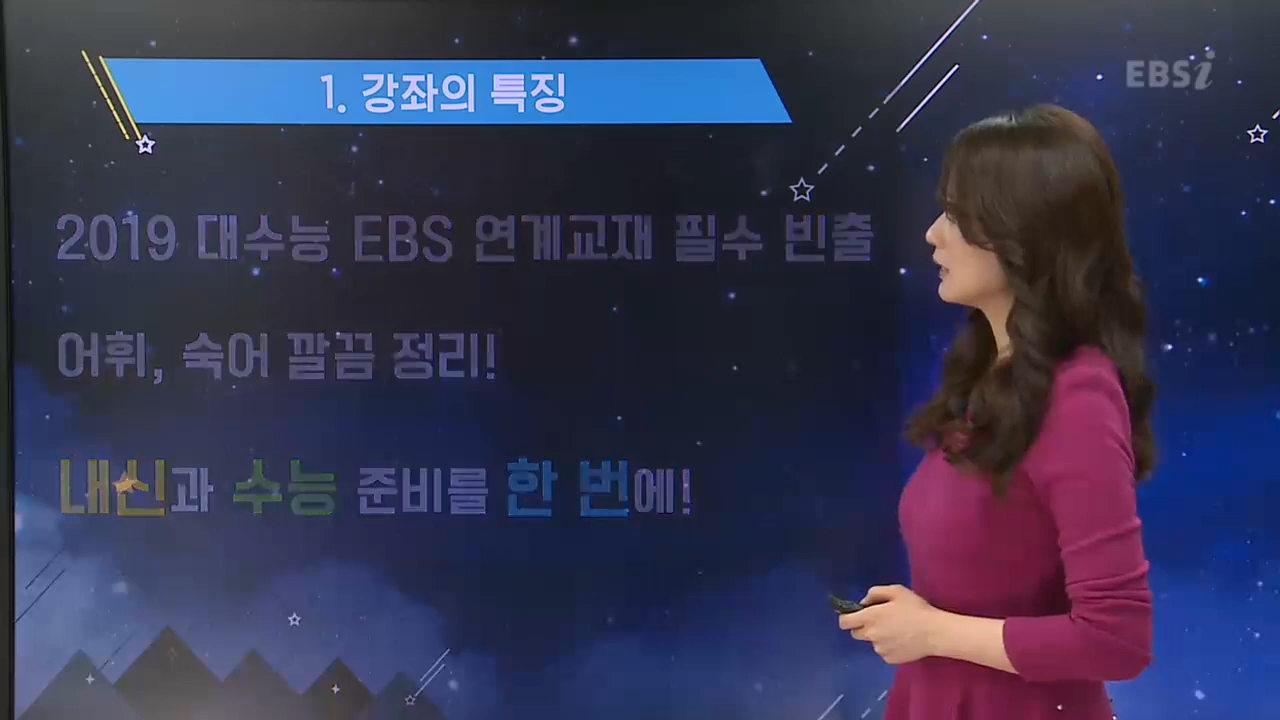 1. 강좌의 특징
EBSi
2019 대수능 EBS 연계교재 필수 빈출
어휘, 숙어 깔끔 정리!
내신과 수능 준비를 한 번에!